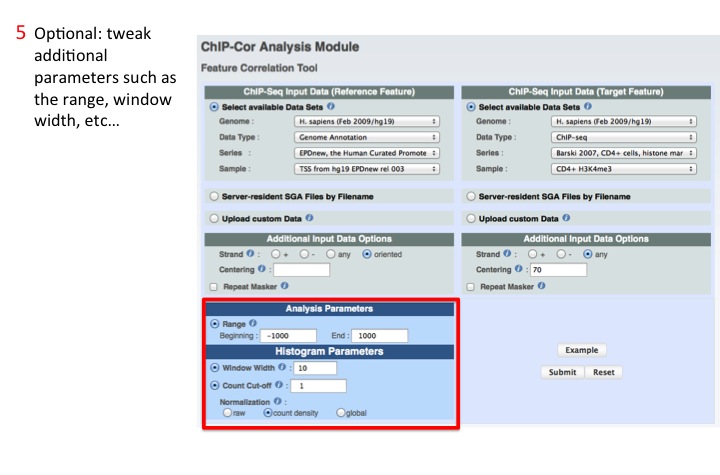 5 Optional: tweak
additional
parameters such as
the range, window
width, etc...
ChIP-Cor Analysis Module
Feature Correlation Tool
ChIP-Seq Input Data (Reference Feature)
Select available Data Sets
Genome : H. sapiens (Feb 2009/hg19)
Data Type : Genome Annotation
Series : EPDnew, the Human Curated Promote
Sample : TSS from hg19 EPDnew rel 003
Server-resident SGA Files by Filename
Upload custom Data
Additional Input Data Options
Strand : + - any oriented
Centering :
Repeat Masker
Analysis Parameters
Range
Beginning : -1000 End : 1000
Histogram Parameters
Window Width : 10
Count Cut-off : 1
Normalization :
raw count density global
ChIP-Seq Input Data (Target Feature)
Select available Data Sets
Genome : H. sapiens (Feb 2009/hg19)
Data Type : ChIP-seq
Series : Barski 2007, CD4+ cells, histone mar
Sample : CD4+ H3K4me3
Server-resident SGA Files by Filename
Upload custom Data
Additional Input Data Options
Strand : + - any
Centering : 70
Repeat Masker
Example
Submit Reset